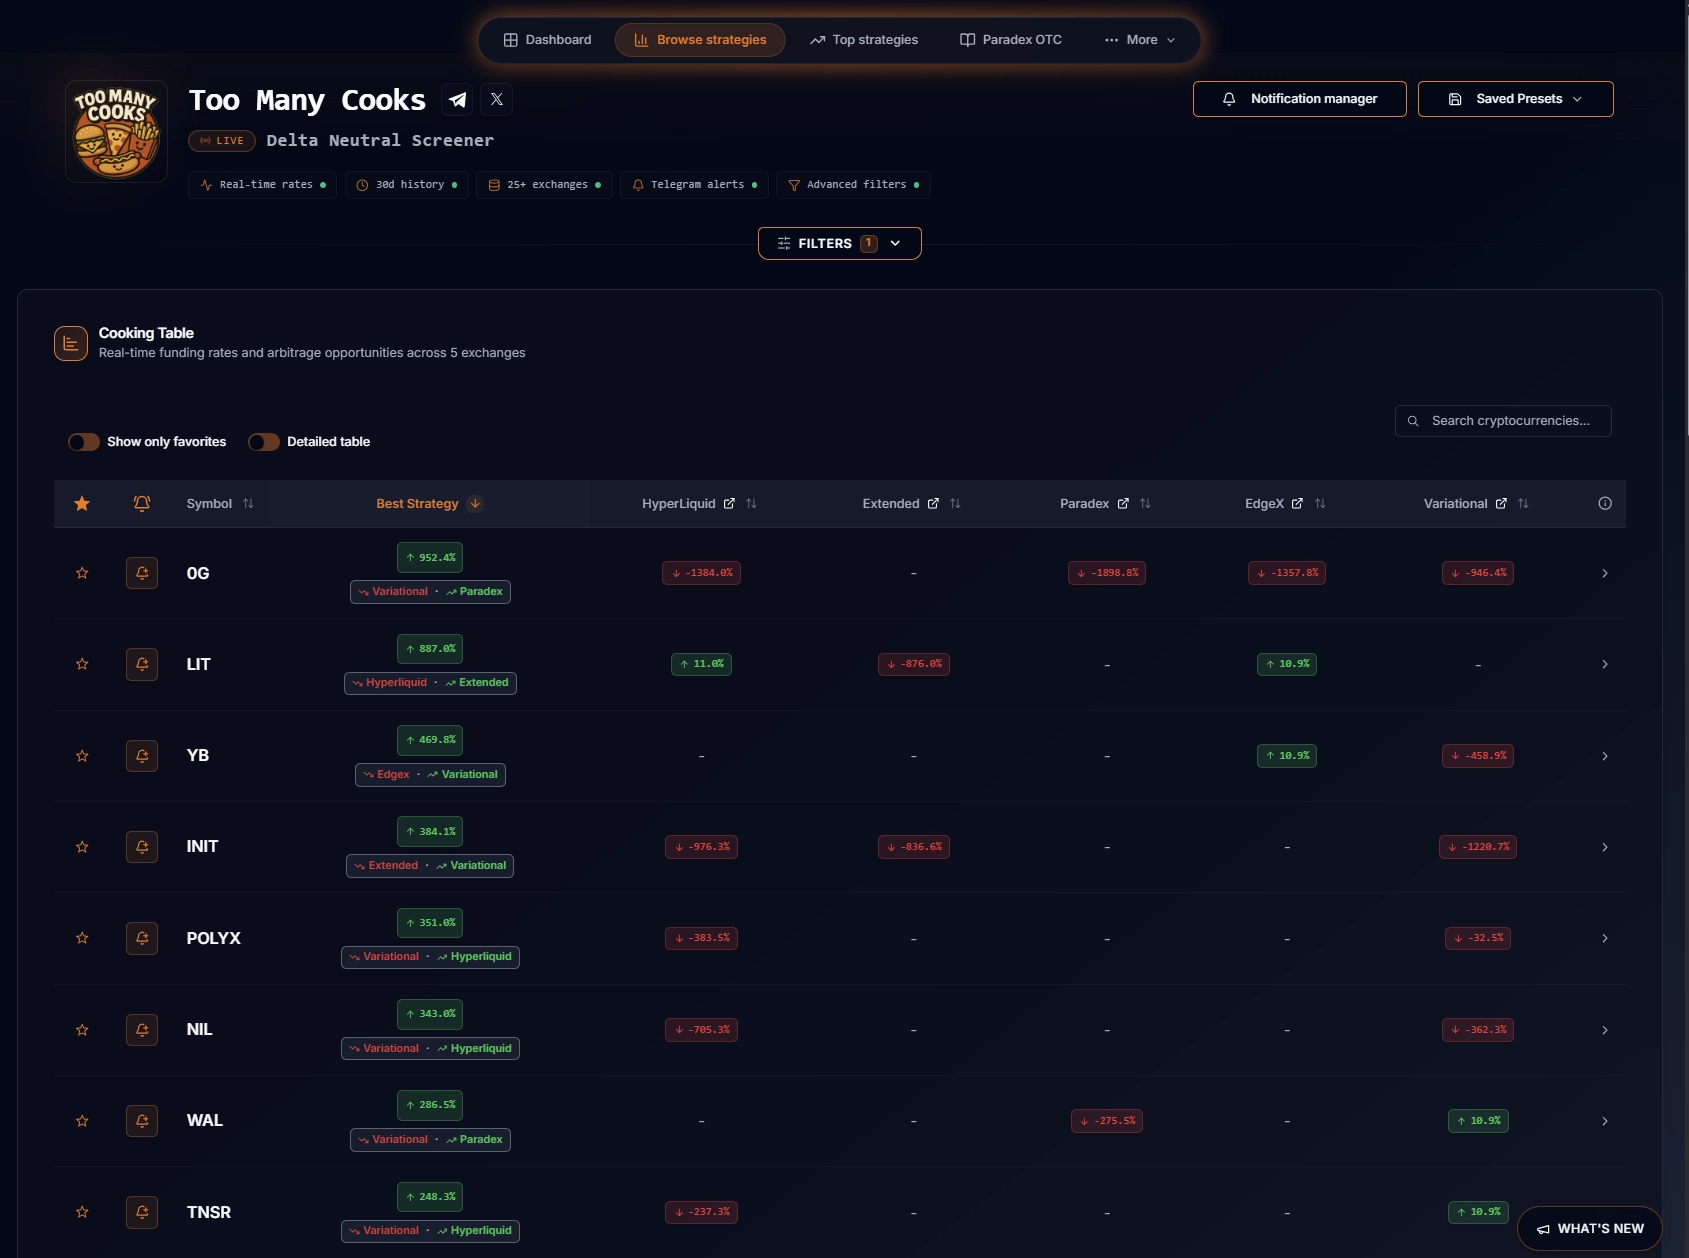 Dashboard
Browse strategies
Top strategies
Paradex OTC
More
TOO MANY
COOKS
Too Many Cooks
LIVE
Delta Neutral Screener
Real-time rates
30d history
25+ exchanges
Telegram alerts
Advanced filters
Notification manager
Saved Presets
FILTERS 1
Cooking Table
Real-time funding rates and arbitrage opportunities across 5 exchanges
Search cryptocurrencies...
Show only favorites
Detailed table
Symbol Best Strategy HyperLiquid Extended Paradex EdgeX Variational
↑ 952.4%
0G ↓ -1384.0% - ↓ -1898.8% ↓ -1357.8% ↓ -946.4%
Variational · Paradex
↑ 887.0%
LIT ↑ 11.0% ↓ -876.0% - ↑ 10.9% -
Hyperliquid · Extended
↑ 469.8%
YB - - - ↑ 10.9% ↓ -458.9%
Edgex · Variational
↑ 384.1%
INIT ↓ -976.3% ↓ -836.6% - - ↓ -1220.7%
Extended · Variational
↑ 351.0%
POLYX ↓ -383.5% - - - ↓ -32.5%
Variational · Hyperliquid
↑ 343.0%
NIL ↓ -705.3% - - - ↓ -362.3%
Variational · Hyperliquid
↑ 286.5%
WAL - - ↓ -275.5% - ↑ 10.9%
Variational · Paradex
↑ 248.3%
TNSR ↓ -237.3% - - - ↑ 10.9%
Variational · Hyperliquid
WHAT'S NEW